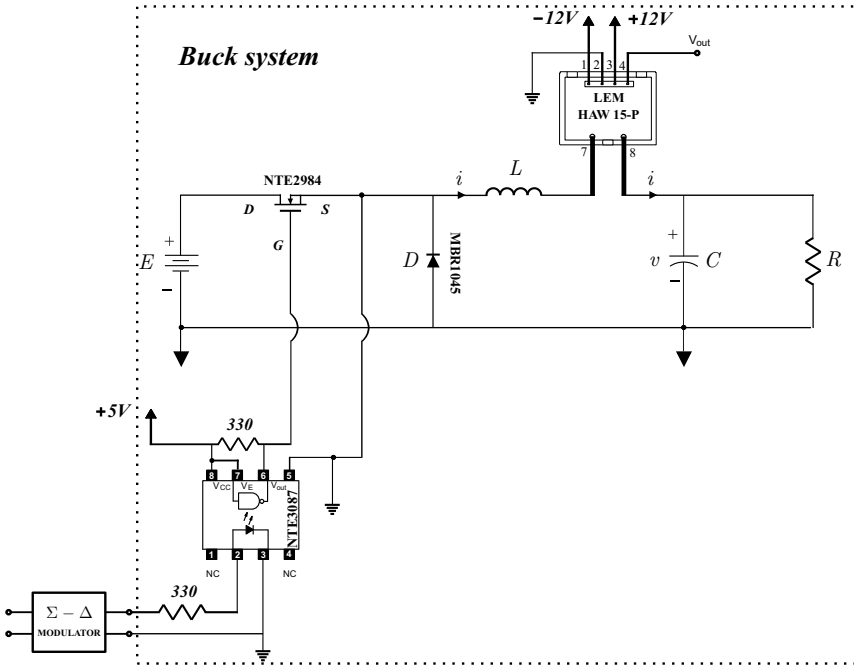 −12V +12V
Vout
Buck system
1 2 3 4
LEM
HAW 15-P
7 8
NTE2984
D S
G
i L i
+
E
−
D
MBR1045
+
v C
−
R
+5V
330
8 7 6 5
VCC VE Vout
NTE3087
1 2 3 4
NC NC
330
Σ − Δ
MODULATOR